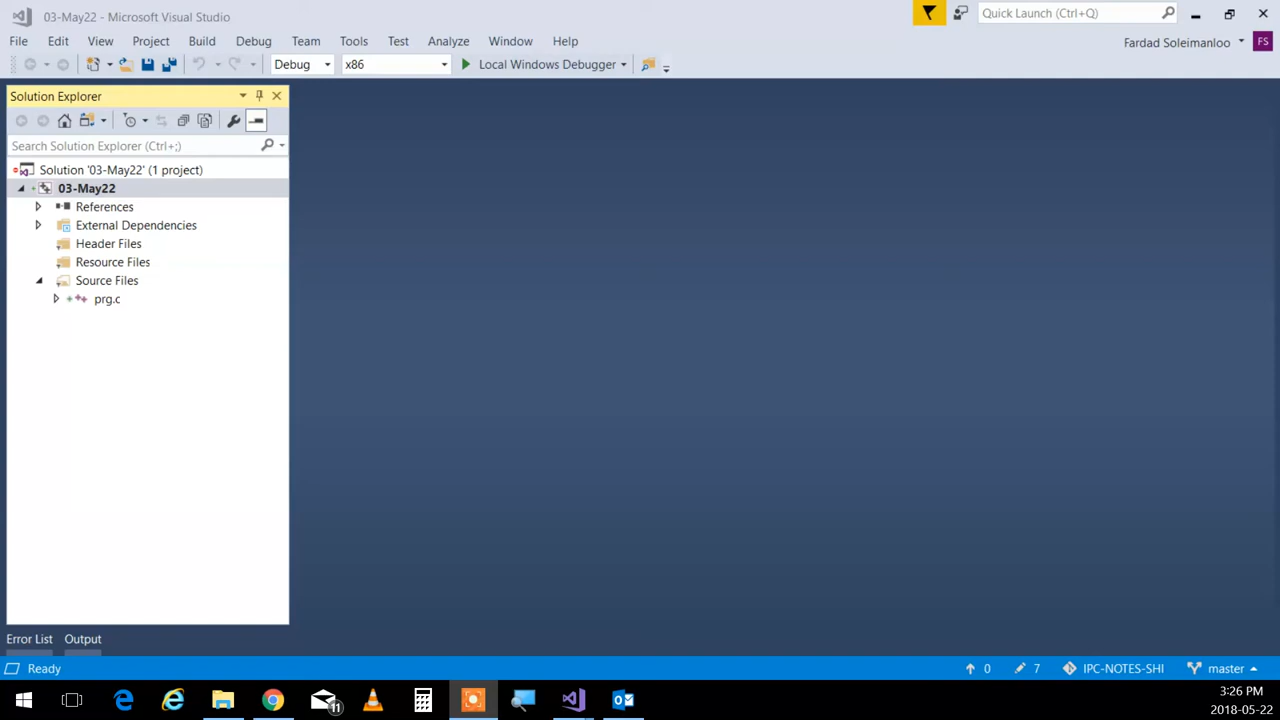 03-May22 - Microsoft Visual Studio
Quick Launch (Ctrl+Q)
File Edit View Project Build Debug Team Tools Test Analyze Window Help
Fardad Soleimanloo FS
Debug x86 Local Windows Debugger
Solution Explorer
Search Solution Explorer (Ctrl+;)
Solution '03-May22' (1 project)
03-May22
References
External Dependencies
Header Files
Resource Files
Source Files
prg.c
Error List Output
Ready 0 7 IPC-NOTES-SHI master
11
3:26 PM
2018-05-22